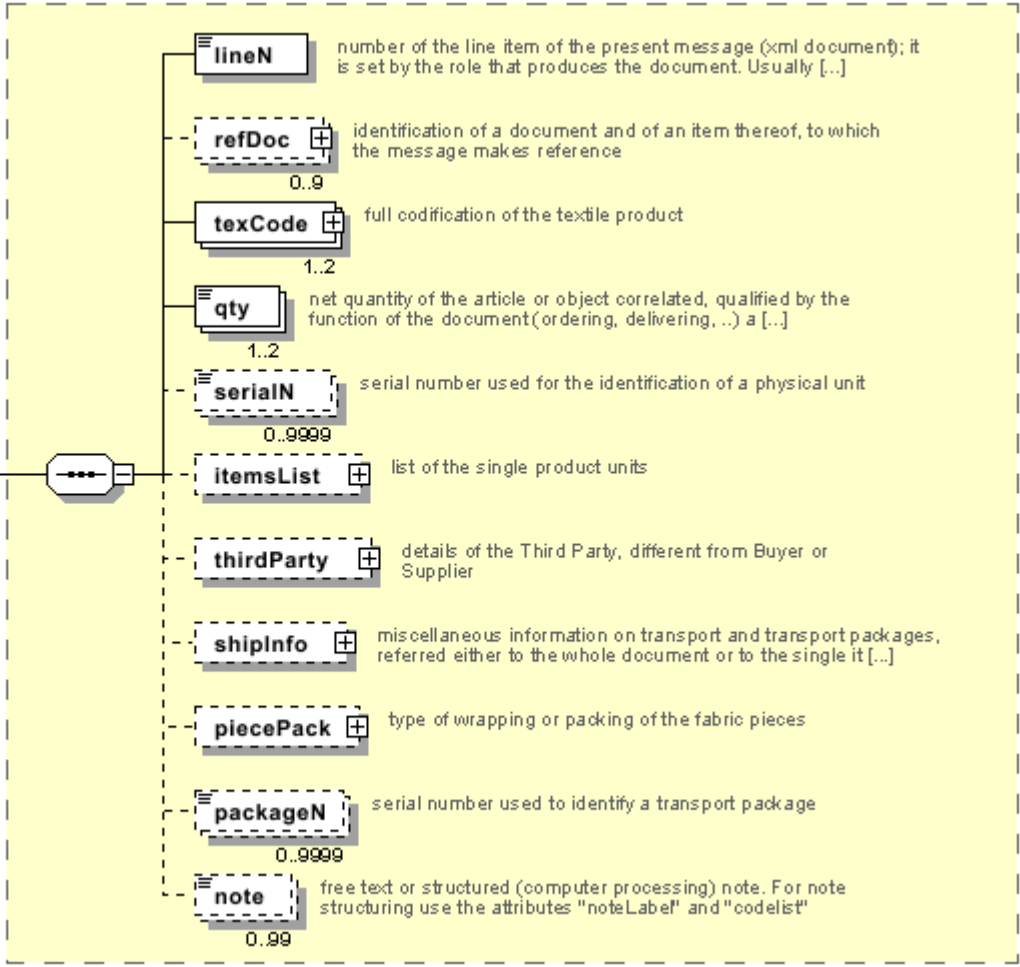 lineN
number of the line item of the present message (xml document); it
is set by the role that produces the document. Usually [...]
refDoc
identification of a document and of an item thereof, to which
the message makes reference
0..9
texCode
full codification of the textile product
1..2
qty
net quantity of the article or object correlated, qualified by the
function of the document (ordering, delivering, ..) a [...]
1..2
serialN
serial number used for the identification of a physical unit
0..9999
itemsList
list of the single product units
thirdParty
details of the Third Party, different from Buyer or
Supplier
shipInfo
miscellaneous information on transport and transport packages,
referred either to the whole document or to the single it [...]
piecePack
type of wrapping or packing of the fabric pieces
packageN
serial number used to identify a transport package
0..9999
note
free text or structured (computer processing) note. For note
structuring use the attributes "noteLabel" and "codelist"
0..99